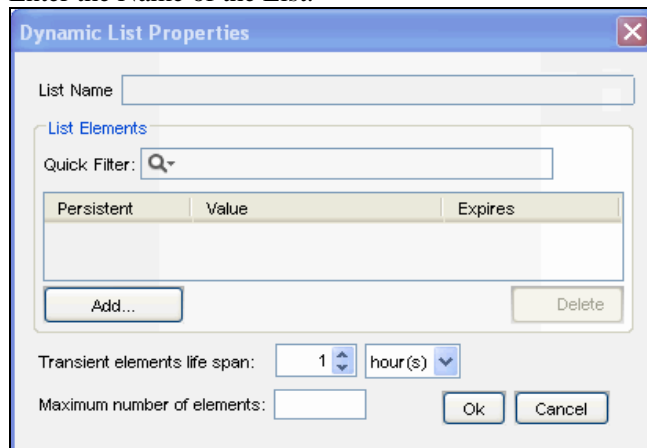 Enter the Name of the List.
Dynamic List Properties
List Name
List Elements
Quick Filter:
Persistent Value Expires
Add... Delete
Transient elements life span: 1 hour(s)
Maximum number of elements: Ok Cancel